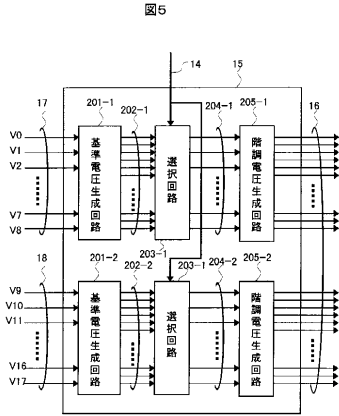 図5
14
15
17
201-1
202-1
204-1
205-1
16
V0
V1
V2
V7
V8
基準電圧生成回路
選択回路
階調電圧生成回路
203-1
18
201-2
202-2
203-1
204-2
205-2
V9
V10
V11
V16
V17
基準電圧生成回路
選択回路
階調電圧生成回路